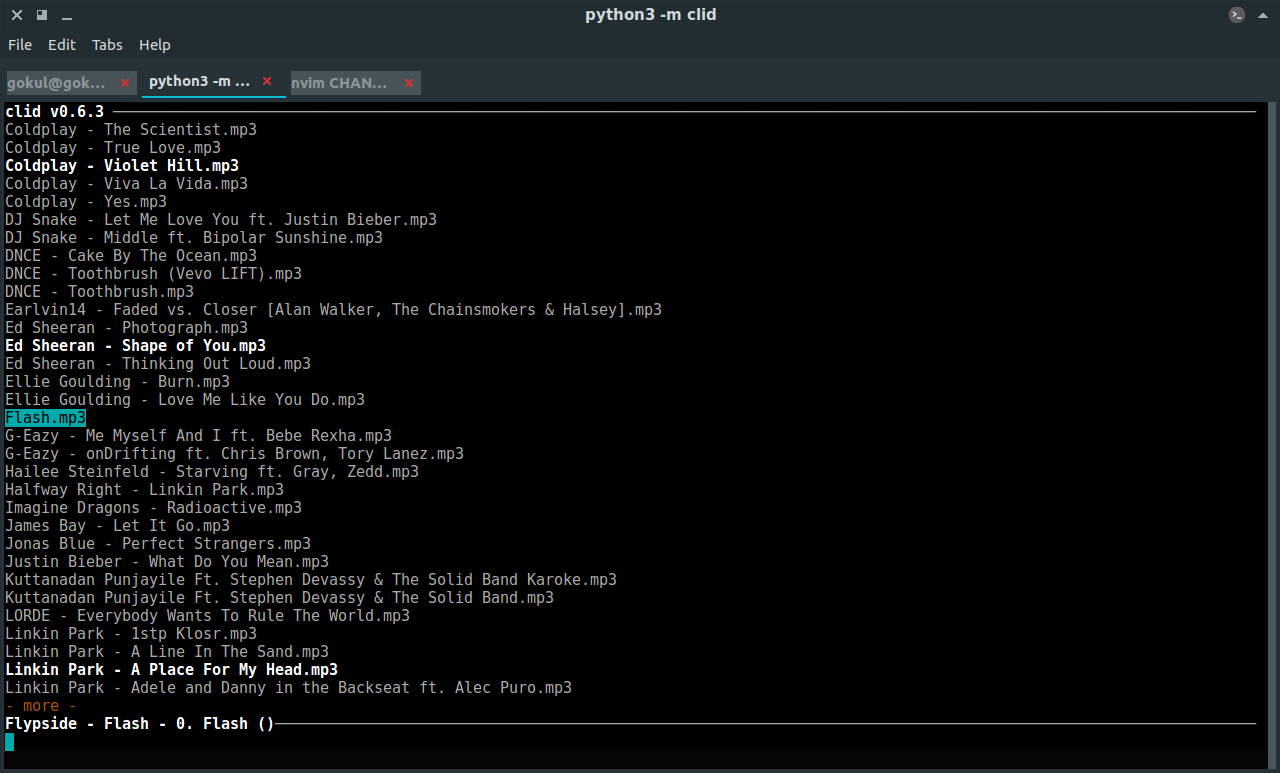 python3 -m clid
File Edit Tabs Help
gokul@gok... python3 -m ... nvim CHAN...
clid v0.6.3
Coldplay - The Scientist.mp3
Coldplay - True Love.mp3
Coldplay - Violet Hill.mp3
Coldplay - Viva La Vida.mp3
Coldplay - Yes.mp3
DJ Snake - Let Me Love You ft. Justin Bieber.mp3
DJ Snake - Middle ft. Bipolar Sunshine.mp3
DNCE - Cake By The Ocean.mp3
DNCE - Toothbrush (Vevo LIFT).mp3
DNCE - Toothbrush.mp3
Earlvin14 - Faded vs. Closer [Alan Walker, The Chainsmokers & Halsey].mp3
Ed Sheeran - Photograph.mp3
Ed Sheeran - Shape of You.mp3
Ed Sheeran - Thinking Out Loud.mp3
Ellie Goulding - Burn.mp3
Ellie Goulding - Love Me Like You Do.mp3
Flash.mp3
G-Eazy - Me Myself And I ft. Bebe Rexha.mp3
G-Eazy - onDrifting ft. Chris Brown, Tory Lanez.mp3
Hailee Steinfeld - Starving ft. Gray, Zedd.mp3
Halfway Right - Linkin Park.mp3
Imagine Dragons - Radioactive.mp3
James Bay - Let It Go.mp3
Jonas Blue - Perfect Strangers.mp3
Justin Bieber - What Do You Mean.mp3
Kuttanadan Punjayile Ft. Stephen Devassy & The Solid Band Karoke.mp3
Kuttanadan Punjayile Ft. Stephen Devassy & The Solid Band.mp3
LORDE - Everybody Wants To Rule The World.mp3
Linkin Park - 1stp Klosr.mp3
Linkin Park - A Line In The Sand.mp3
Linkin Park - A Place For My Head.mp3
Linkin Park - Adele and Danny in the Backseat ft. Alec Puro.mp3
- more -
Flypside - Flash - 0. Flash ()